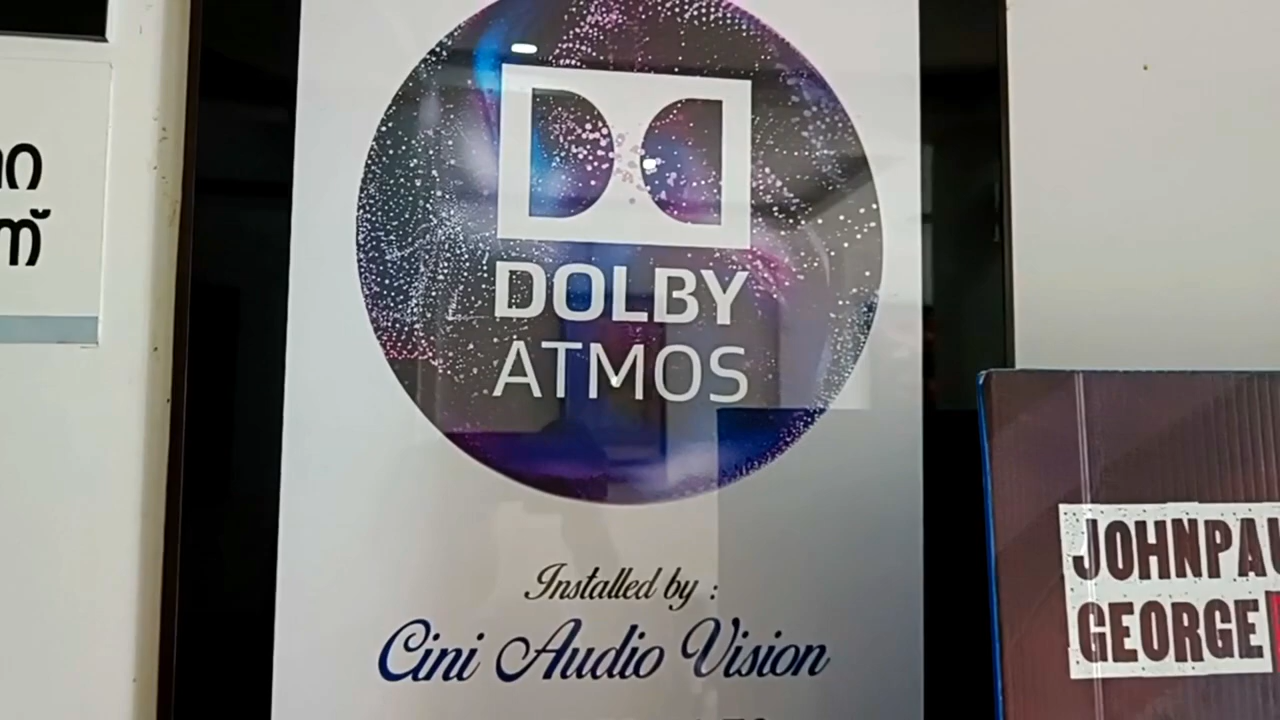 DOLBY
ATMOS
Installed by :
Cini Audio Vision
JOHNPAU
GEORGE